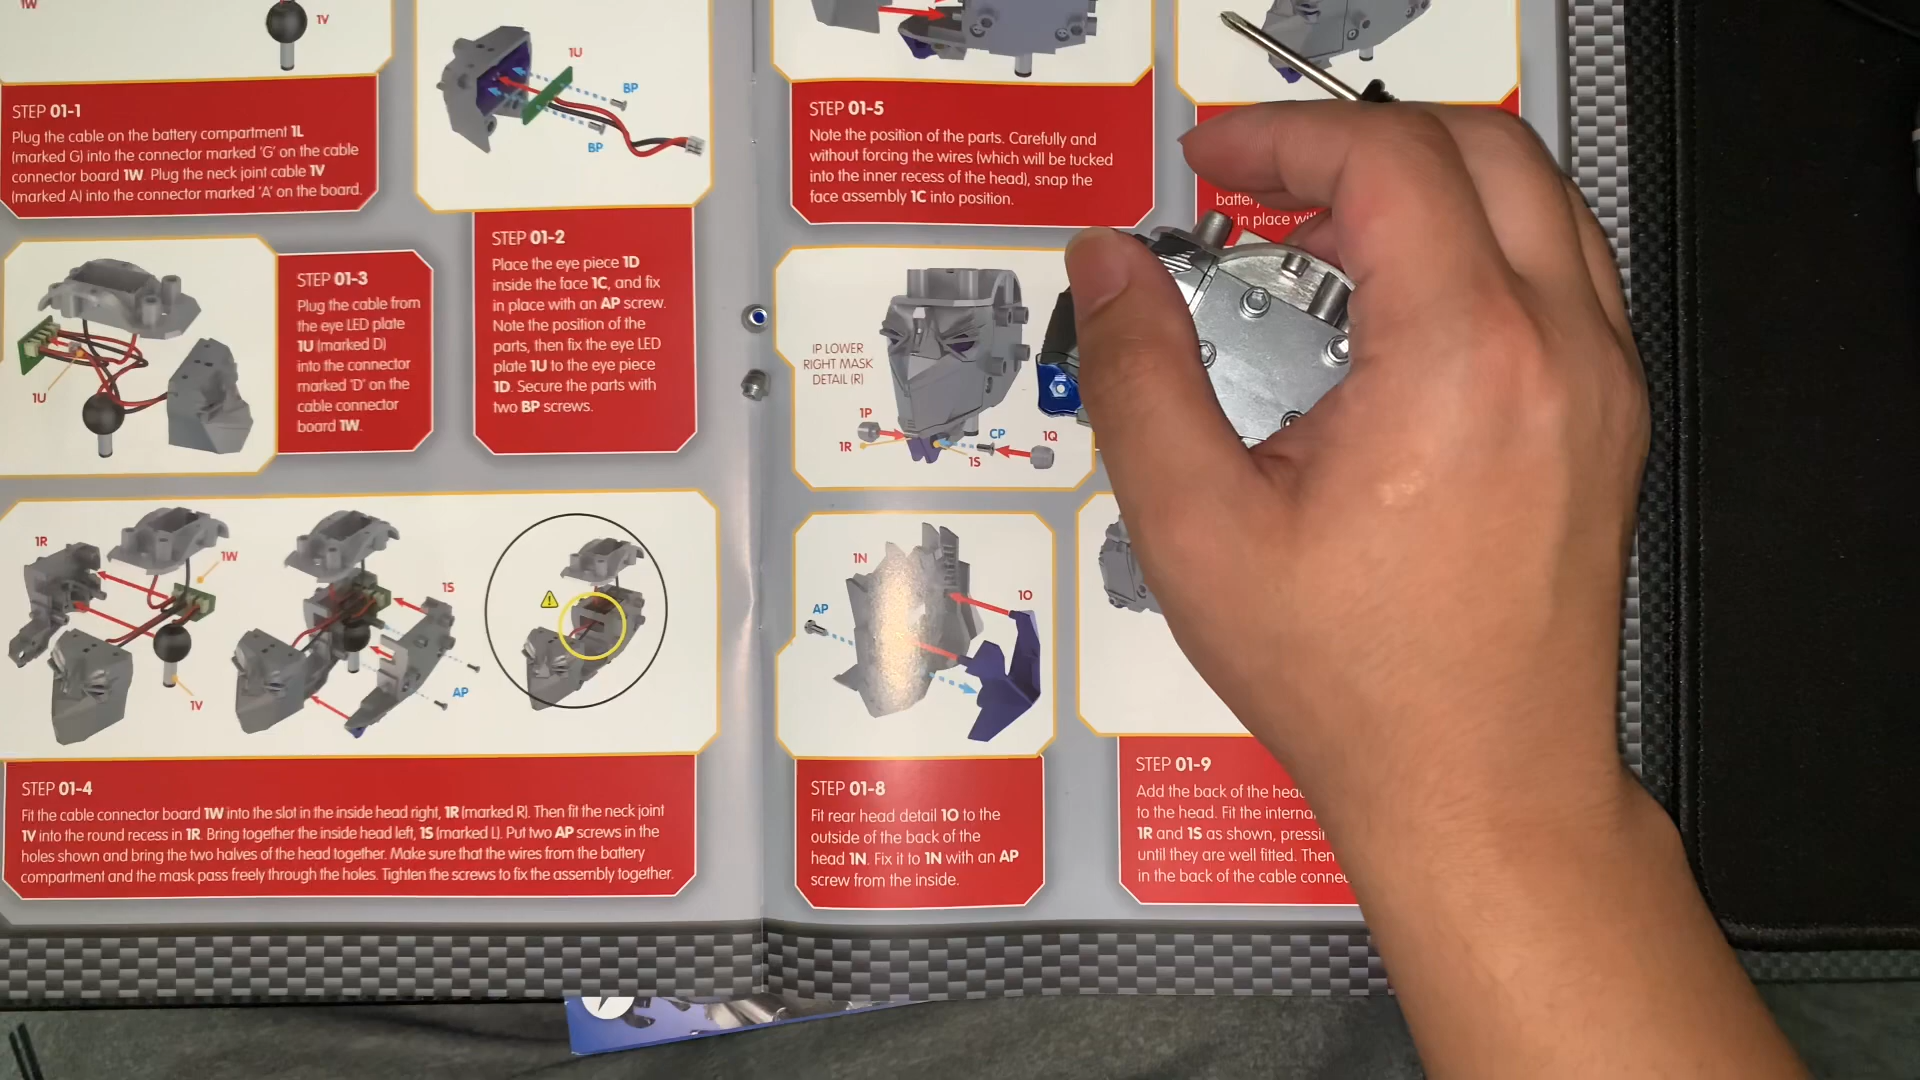 1W
1V
STEP 01-1
Plug the cable on the battery compartment 1L
(marked G) into the connector marked 'G' on the cable
connector board 1W. Plug the neck joint cable 1V
(marked A) into the connector marked 'A' on the board.
1U
BP
BP
STEP 01-2
Place the eye piece 1D
inside the face 1C, and fix
in place with an AP screw.
Note the position of the
parts, then fix the eye LED
plate 1U to the eye piece
1D. Secure the parts with
two BP screws.
1U
STEP 01-3
Plug the cable from
the eye LED plate
1U (marked D)
into the connector
marked 'D' on the
cable connector
board 1W.
1R
1W
1V
1S
AP
STEP 01-4
Fit the cable connector board 1W into the slot in the inside head right, 1R (marked R). Then fit the neck joint
1V into the round recess in 1R. Bring together the inside head left, 1S (marked L). Put two AP screws in the
holes shown and bring the two halves of the head together. Make sure that the wires from the battery
compartment and the mask pass freely through the holes. Tighten the screws to fix the assembly together.
STEP 01-5
Note the position of the parts. Carefully and
without forcing the wires (which will be tucked
into the inner recess of the head), snap the
face assembly 1C into position.
in place
1P LOWER
RIGHT MASK
DETAIL (R)
1P
1R
CP
1Q
1S
1N
AP
1O
STEP 01-8
Fit rear head detail 1O to the
outside of the back of the
head 1N. Fix it to 1N with an AP
screw from the inside.
STEP 01-9
Add the back of the
to the head. Fit the
1R and 1S as shown,
until they are well fitted. Then
in the back of the cable